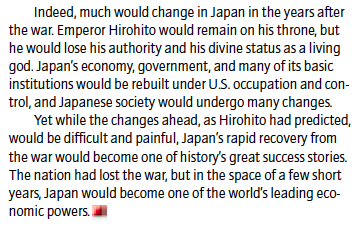 Indeed, much would change in Japan in the years after
the war. Emperor Hirohito would remain on his throne, but
he would lose his authority and his divine status as a living
god. Japan's economy, government, and many of its basic
institutions would be rebuilt under U.S. occupation and con-
trol, and Japanese society would undergo many changes.
Yet while the changes ahead, as Hirohito had predicted,
would be difficult and painful, Japan's rapid recovery from
the war would become one of history's great success stories.
The nation had lost the war, but in the space of a few short
years, Japan would become one of the world's leading eco-
nomic powers.